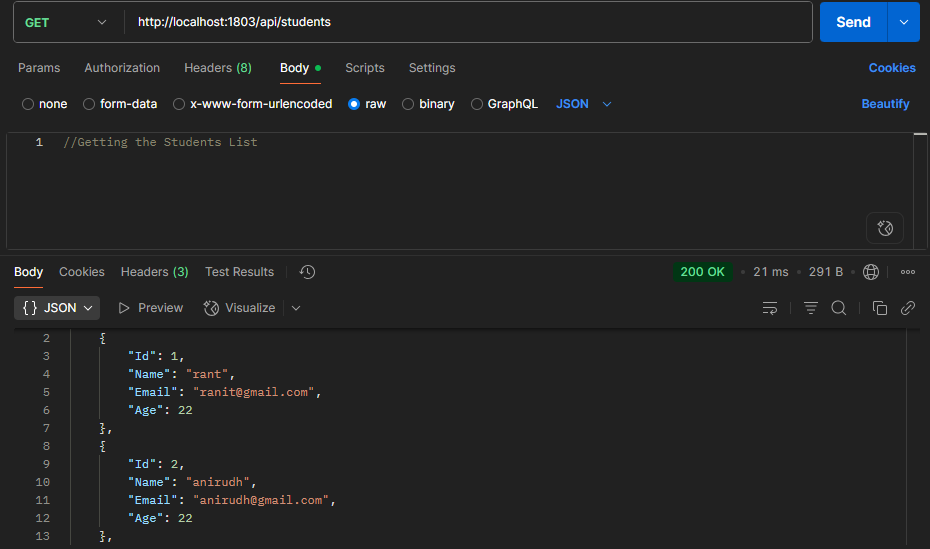 GET http://localhost:1803/api/students Send
Params Authorization Headers (8) Body Scripts Settings Cookies
none form-data x-www-form-urlencoded raw binary GraphQL JSON Beautify
1 //Getting the Students List
Body Cookies Headers (3) Test Results 200 OK 21 ms 291 B
{} JSON Preview Visualize
2 {
3 "Id": 1,
4 "Name": "rant",
5 "Email": "ranit@gmail.com",
6 "Age": 22
7 },
8 {
9 "Id": 2,
10 "Name": "anirudh",
11 "Email": "anirudh@gmail.com",
12 "Age": 22
13 },